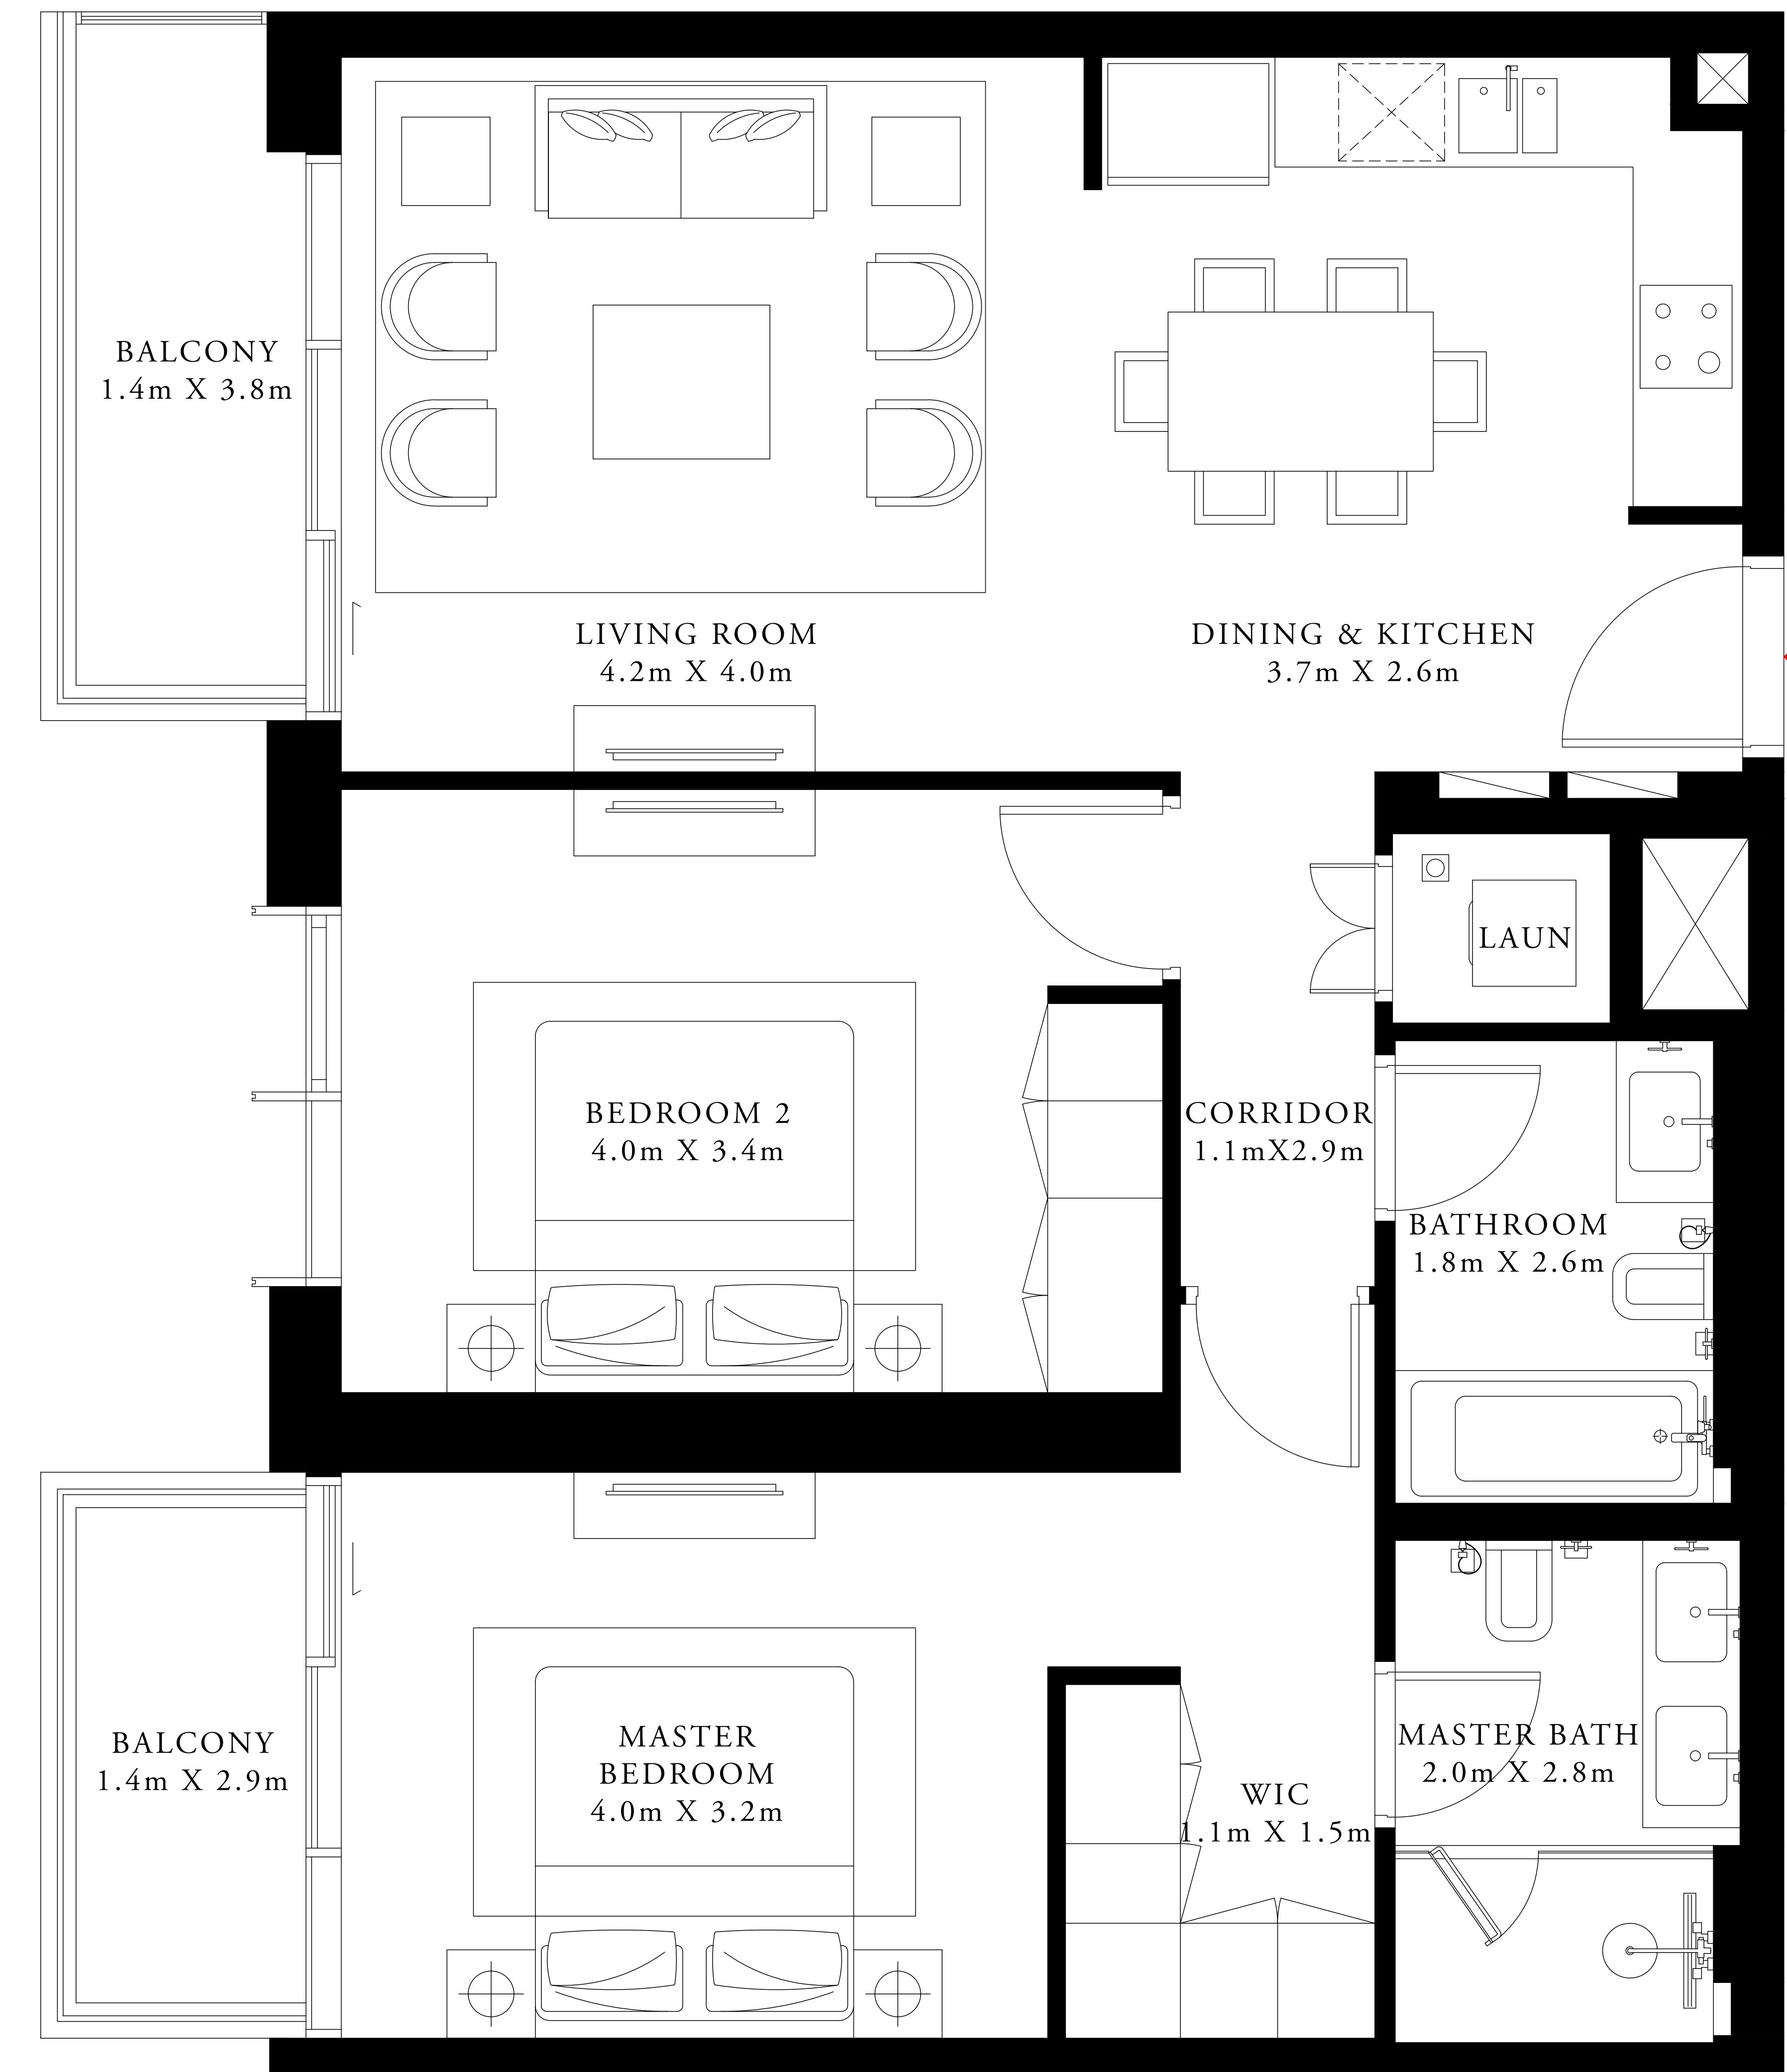 BALCONY
1.4m X 3.8m
LIVING ROOM
4.2m X 4.0m
DINING & KITCHEN
3.7m X 2.6m
LAUN
BEDROOM 2
4.0m X 3.4m
CORRIDOR
1.1mX2.9m
BATHROOM
1.8m X 2.6m
BALCONY
1.4m X 2.9m
MASTER
BEDROOM
4.0m X 3.2m
WIC
1.1m X 1.5m
MASTER BATH
2.0m X 2.8m